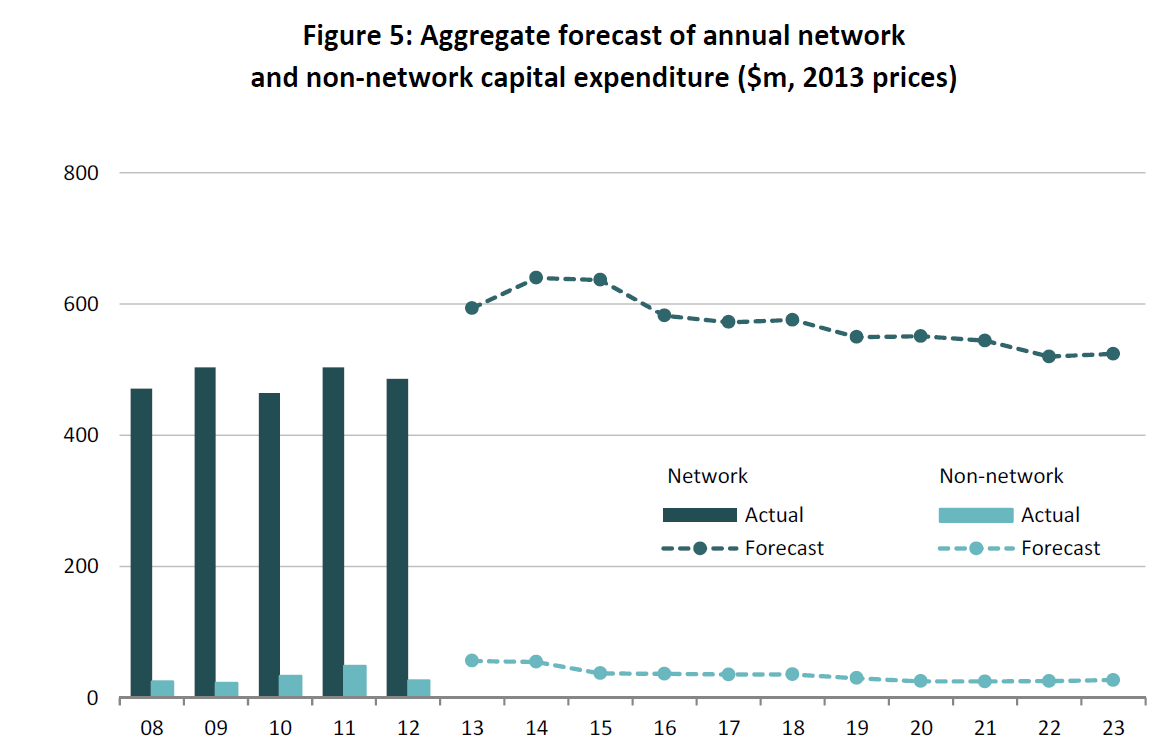 Figure 5: Aggregate forecast of annual network
and non-network capital expenditure ($m, 2013 prices)
800
600
400
200
0
Network Non-network
Actual Actual
Forecast Forecast
08 09 10 11 12 13 14 15 16 17 18 19 20 21 22 23